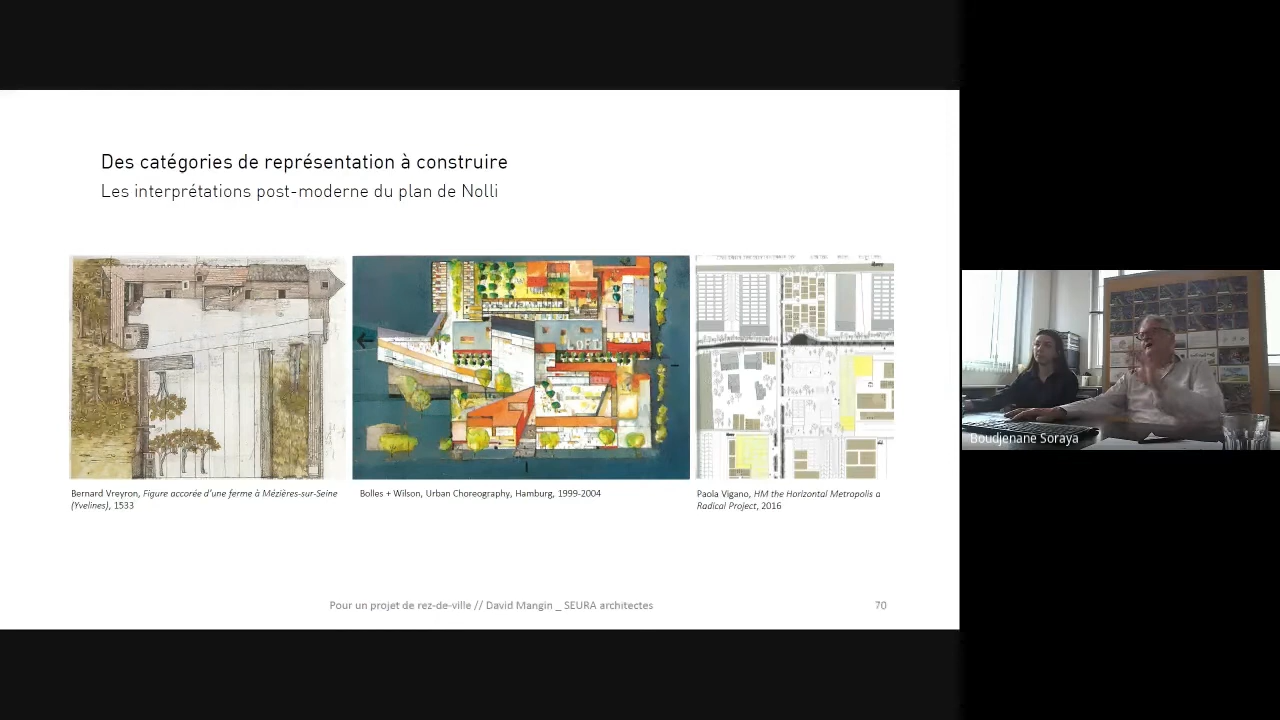 Des catégories de représentation à construire
Les interprétations post-moderne du plan de Nolli
LOFT
Bernard Vreyron, Figure accorée d'une ferme à Mézières-sur-Seine
(Yvelines), 1533
Bolles + Wilson, Urban Choreography, Hamburg, 1999-2004
Paola Vigano, HM the Horizontal Metropolis a
Radical Project, 2016
Pour un projet de rez-de-ville // David Mangin _ SEURA architectes
70
Boudjenane Soraya